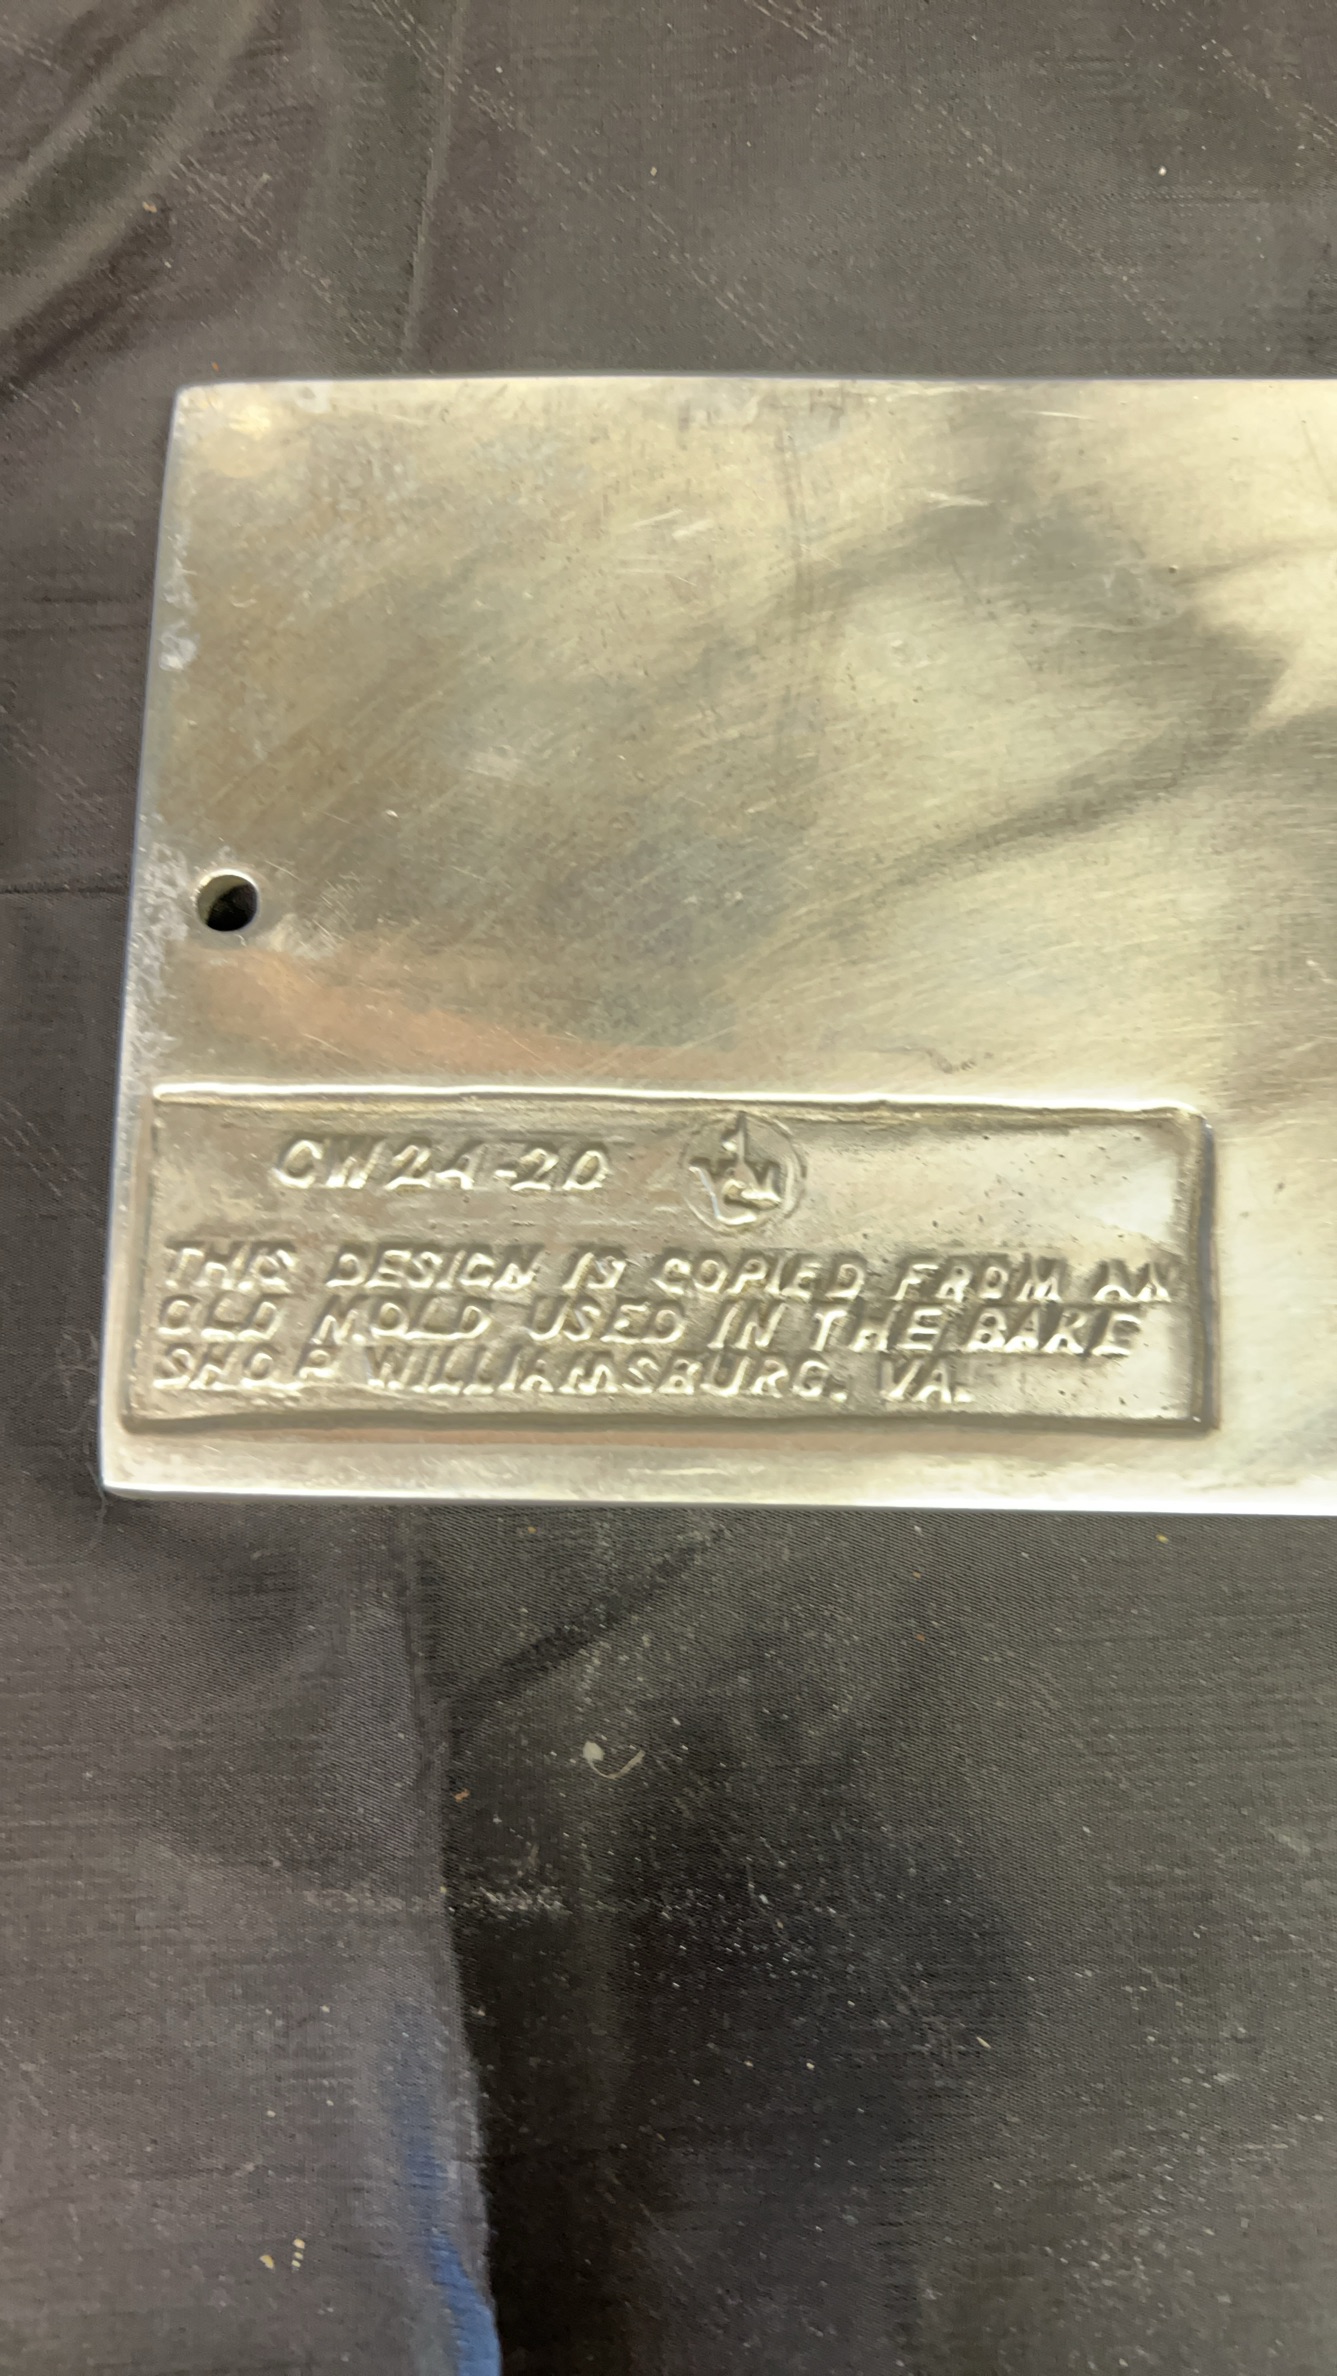 CW24-20
THIS DESIGN IS COPIED FROM AN
OLD MOLD USED IN THE BAKE
SHOP WILLIAMSBURG, VA.